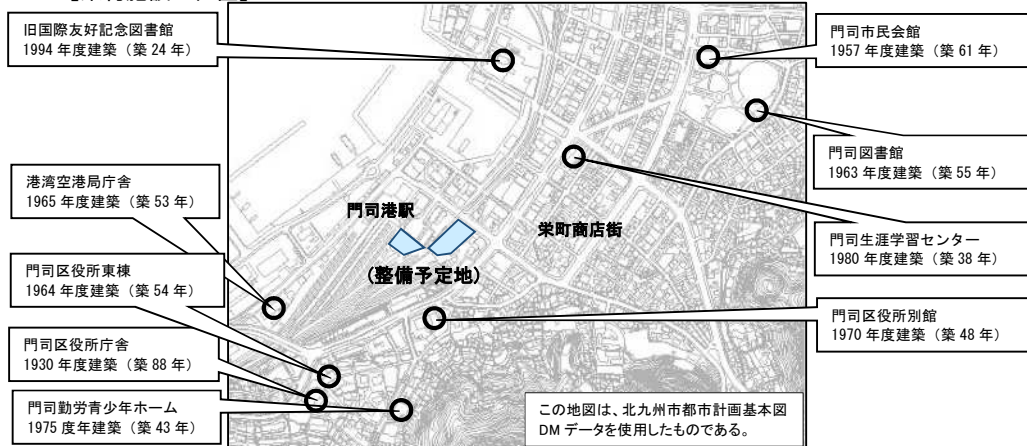 旧国際友好記念図書館
1994 年度建築（築 24 年）
港湾空港局庁舎
1965 年度建築（築 53 年）
門司区役所東棟
1964 年度建築（築 54 年）
門司区役所庁舎
1930 年度建築（築 88 年）
門司勤労青少年ホーム
1975 度年建築（築 43 年）
門司港駅
（整備予定地）
栄町商店街
門司市民会館
1957 年度建築（築 61 年）
門司図書館
1963 年度建築（築 55 年）
門司生涯学習センター
1980 年度建築（築 38 年）
門司区役所別館
1970 年度建築（築 48 年）
この地図は、北九州市都市計画基本図
DM データを使用したものである。